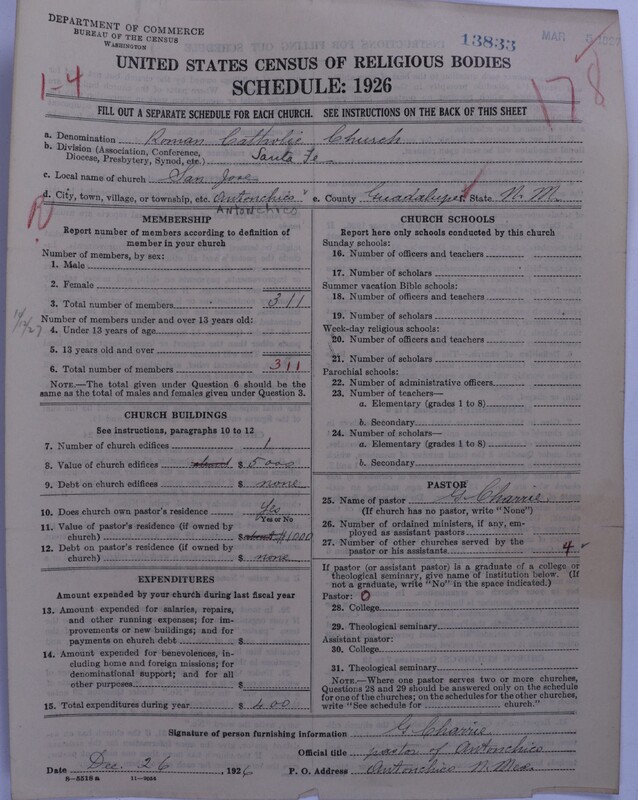 DEPARTMENT OF COMMERCE
BUREAU OF THE CENSUS
WASHINGTON
13833
MAR
UNITED STATES CENSUS OF RELIGIOUS BODIES
SCHEDULE: 1926
1-4
178
FILL OUT A SEPARATE SCHEDULE FOR EACH CHURCH. SEE INSTRUCTIONS ON THE BACK OF THIS SHEET
a. Denomination Roman Catholic Church
b. Division (Association, Conference,
Diocese, Presbytery, Synod, etc.) Santa Fe
c. Local name of church San Jose
d. City, town, village, or township, etc. Antonchico e. County Guadalupe State N. M.
ANTONCHICO
MEMBERSHIP
Report number of members according to definition of
member in your church
Number of members, by sex:
1. Male
2. Female
3. Total number of members 311
Number of members under and over 13 years old:
4. Under 13 years of age
5. 13 years old and over
6. Total number of members 311
NOTE.—The total given under Question 6 should be the
same as the total of males and females given under Question 3.
CHURCH BUILDINGS
See instructions, paragraphs 10 to 12
7. Number of church edifices 1
8. Value of church edifices about $ 5000
9. Debt on church edifices $ none
10. Does church own pastor's residence Yes
Yes or No
11. Value of pastor's residence (if owned by
church) $ about $1000
12. Debt on pastor's residence (if owned by
church) $ none
EXPENDITURES
Amount expended by your church during last fiscal year
13. Amount expended for salaries, repairs,
and other running expenses; for im-
provements or new buildings; and for
payments on church debt $
14. Amount expended for benevolences, in-
cluding home and foreign missions; for
denominational support; and for all
other purposes $
15. Total expenditures during year $ 400
CHURCH SCHOOLS
Report here only schools conducted by this church
Sunday schools:
16. Number of officers and teachers
17. Number of scholars
Summer vacation Bible schools:
18. Number of officers and teachers
19. Number of scholars
Week-day religious schools:
20. Number of officers and teachers
21. Number of scholars
Parochial schools:
22. Number of administrative officers
23. Number of teachers—
a. Elementary (grades 1 to 8)
b. Secondary
24. Number of scholars—
a. Elementary (grades 1 to 8)
b. Secondary
PASTOR
25. Name of pastor G. Charrie
(If church has no pastor, write "None")
26. Number of ordained ministers, if any, em-
ployed as assistant pastors
27. Number of other churches served by the
pastor or his assistants 4
If pastor (or assistant pastor) is a graduate of a college or
theological seminary, give name of institution below. (If
not a graduate, write "No" in the space indicated.)
Pastor: O
28. College
29. Theological seminary
Assistant pastor:
30. College
31. Theological seminary
NOTE.—Where one pastor serves two or more churches,
Questions 28 and 29 should be answered only on the schedule
for one of the churches; on the schedules for the other churches,
write "See schedule for church."
Signature of person furnishing information G. Charrie
Official title pastor of Antonchico
Date Dec. 26, 1926 P. O. Address Antonchico N. Mex.